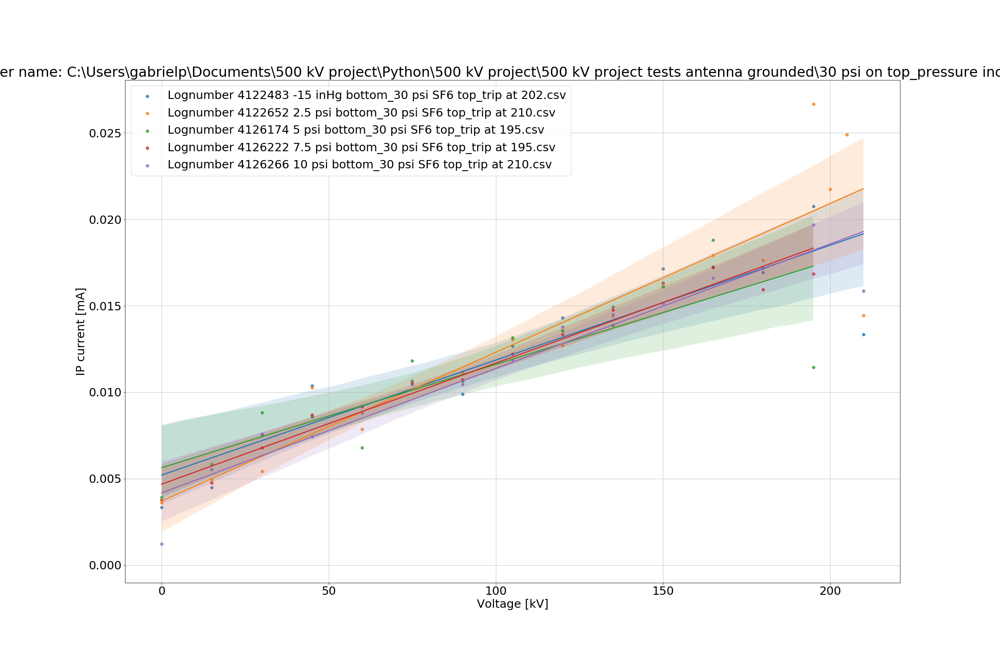 er name: C:\Users\gabrielp\Documents\500 kV project\Python\500 kV project\500 kV project tests antenna grounded\30 psi on top_pressure inc
Lognumber 4122483 -15 inHg bottom_30 psi SF6 top_trip at 202.csv
Lognumber 4122652 2.5 psi bottom_30 psi SF6 top_trip at 210.csv
Lognumber 4126174 5 psi bottom_30 psi SF6 top_trip at 195.csv
Lognumber 4126222 7.5 psi bottom_30 psi SF6 top_trip at 195.csv
Lognumber 4126266 10 psi bottom_30 psi SF6 top_trip at 210.csv
0.025
0.020
0.015
0.010
0.005
0.000
IP current [mA]
0 50 100 150 200
Voltage [kV]